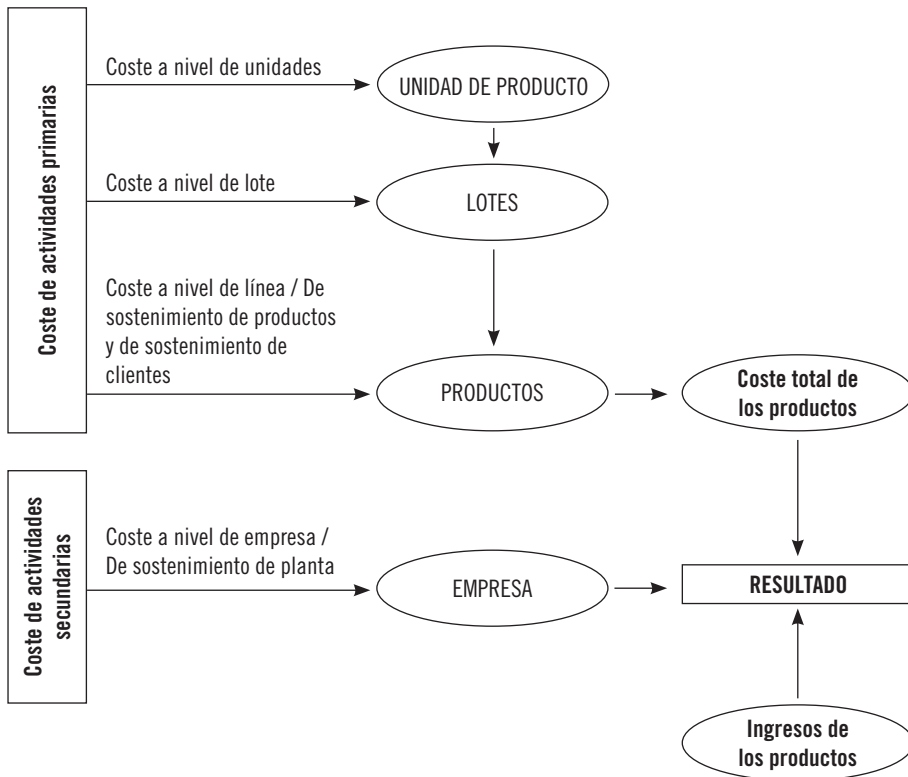 Coste de actividades primarias
Coste a nivel de unidades
UNIDAD DE PRODUCTO
Coste a nivel de lote
LOTES
Coste a nivel de línea / De
sostenimiento de productos
y de sostenimiento de
clientes
PRODUCTOS
Coste total de
los productos
Coste de actividades
secundarias
Coste a nivel de empresa /
De sostenimiento de planta
EMPRESA
RESULTADO
Ingresos de
los productos